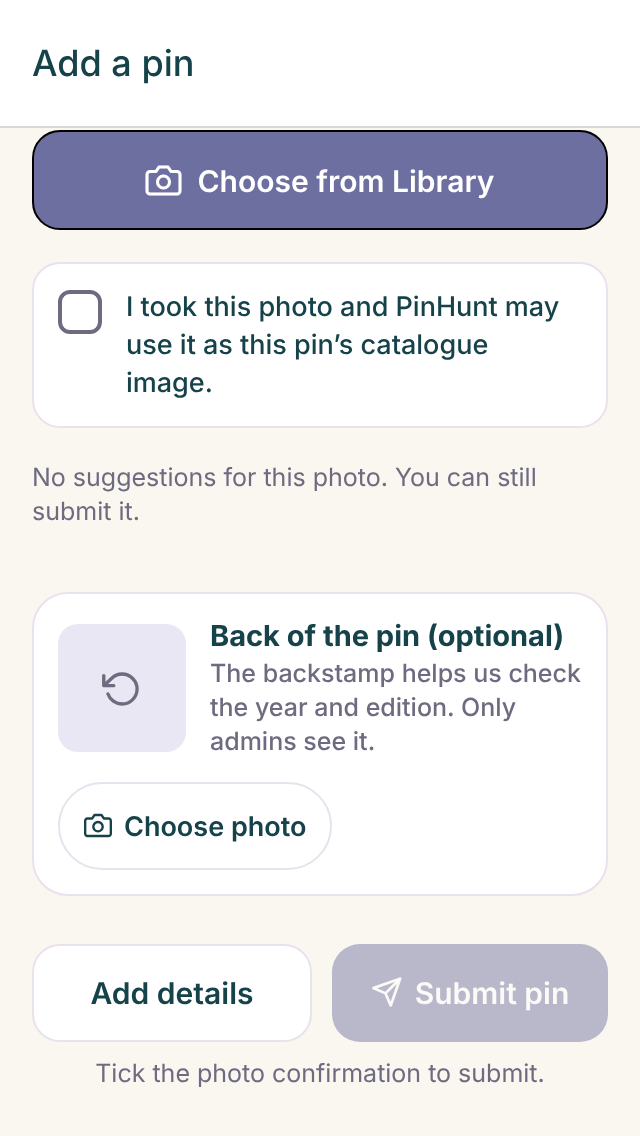 Add a pin
Choose from Library
I took this photo and PinHunt may
use it as this pin’s catalogue
image.
No suggestions for this photo. You can still
submit it.
Back of the pin (optional)
The backstamp helps us check
the year and edition. Only
admins see it.
Choose photo
Add details
Submit pin
Tick the photo confirmation to submit.